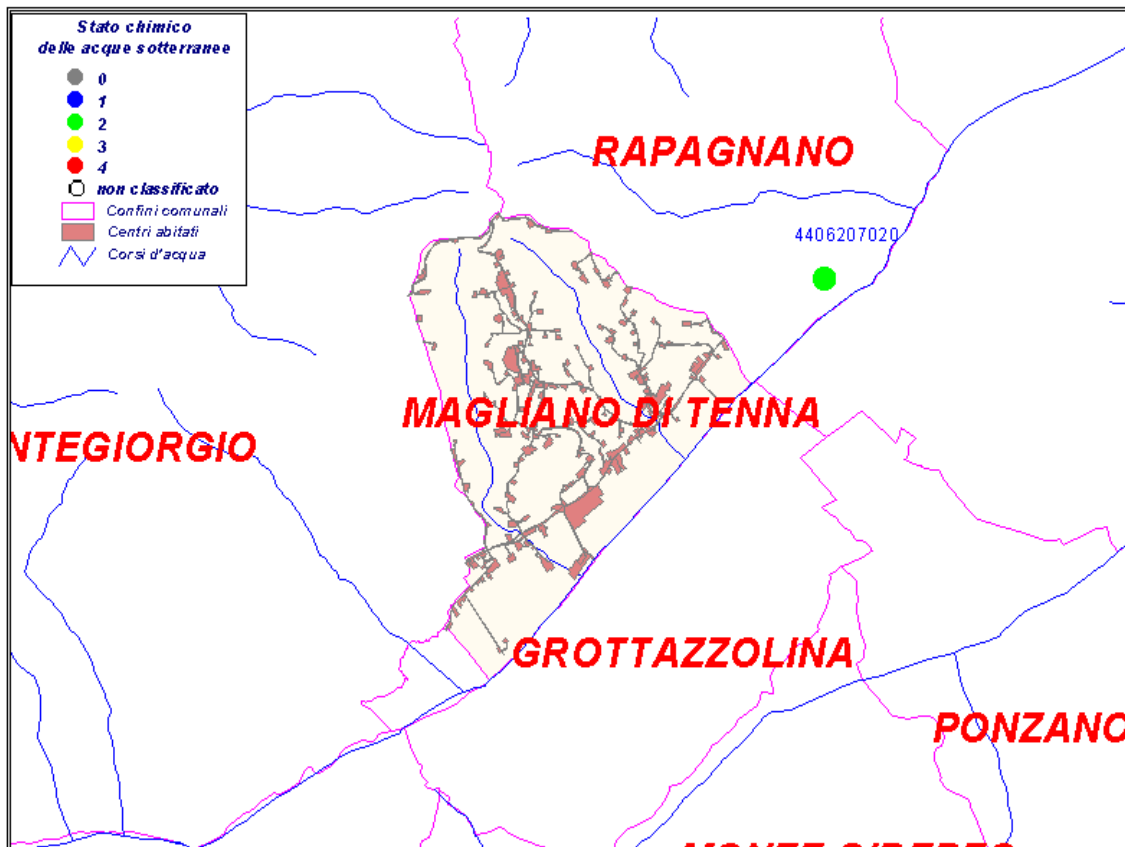 Stato chimico
delle acque sotterranee
0
1
2
3
4
non classificato
Confini comunali
Centri abitati
Corsi d'acqua
RAPAGNANO
4406207020
MAGLIANO DI TENNA
NTEGIORGIO
GROTTAZZOLINA
PONZANO